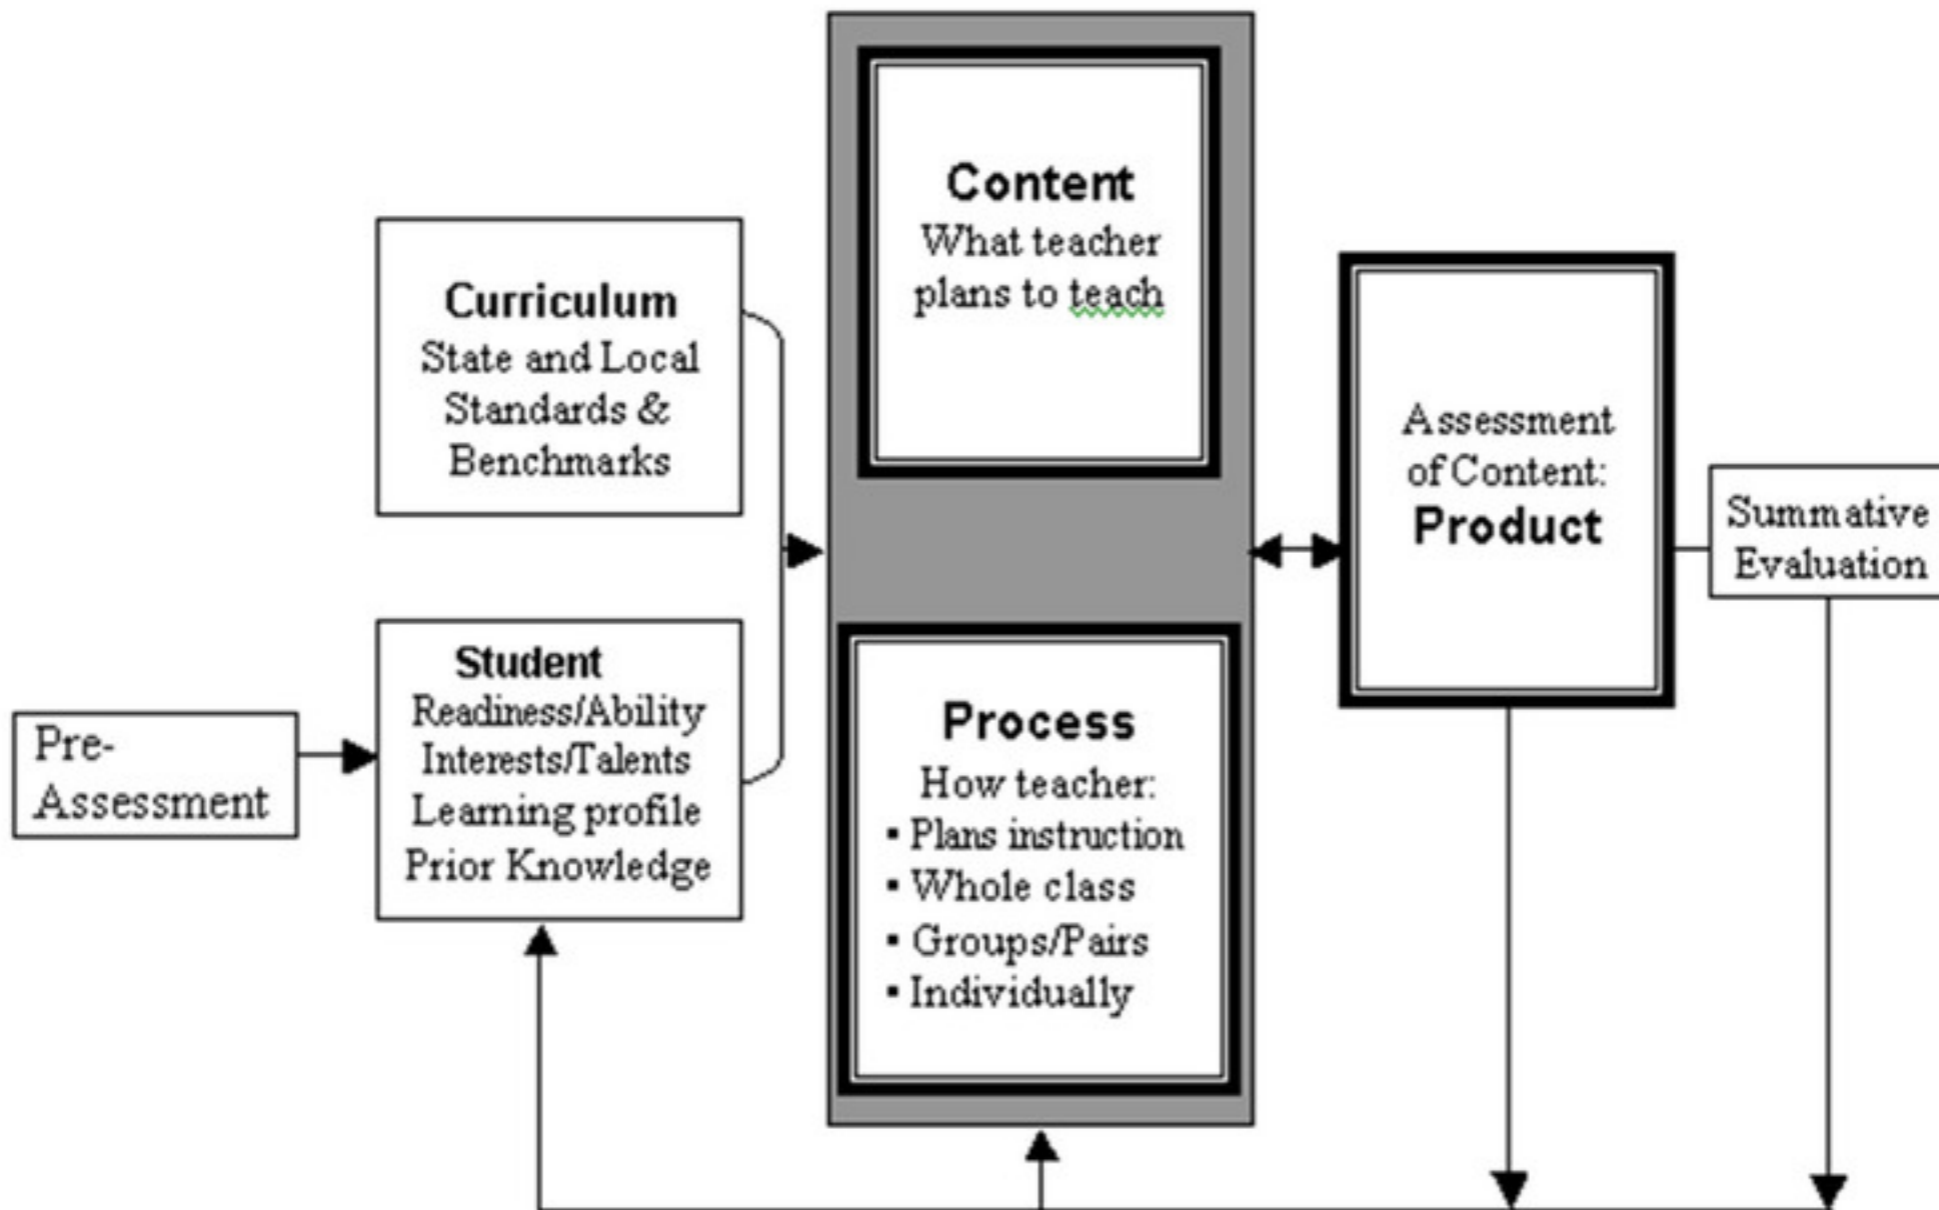 Content
What teacher
plans to teach
Curriculum
State and Local
Standards &
Benchmarks
Assessment
of Content:
Product
Summative
Evaluation
Student
Readiness/Ability
Interests/Talents
Learning profile
Prior Knowledge
Pre-
Assessment
Process
How teacher:
▪ Plans instruction
▪ Whole class
▪ Groups/Pairs
▪ Individually